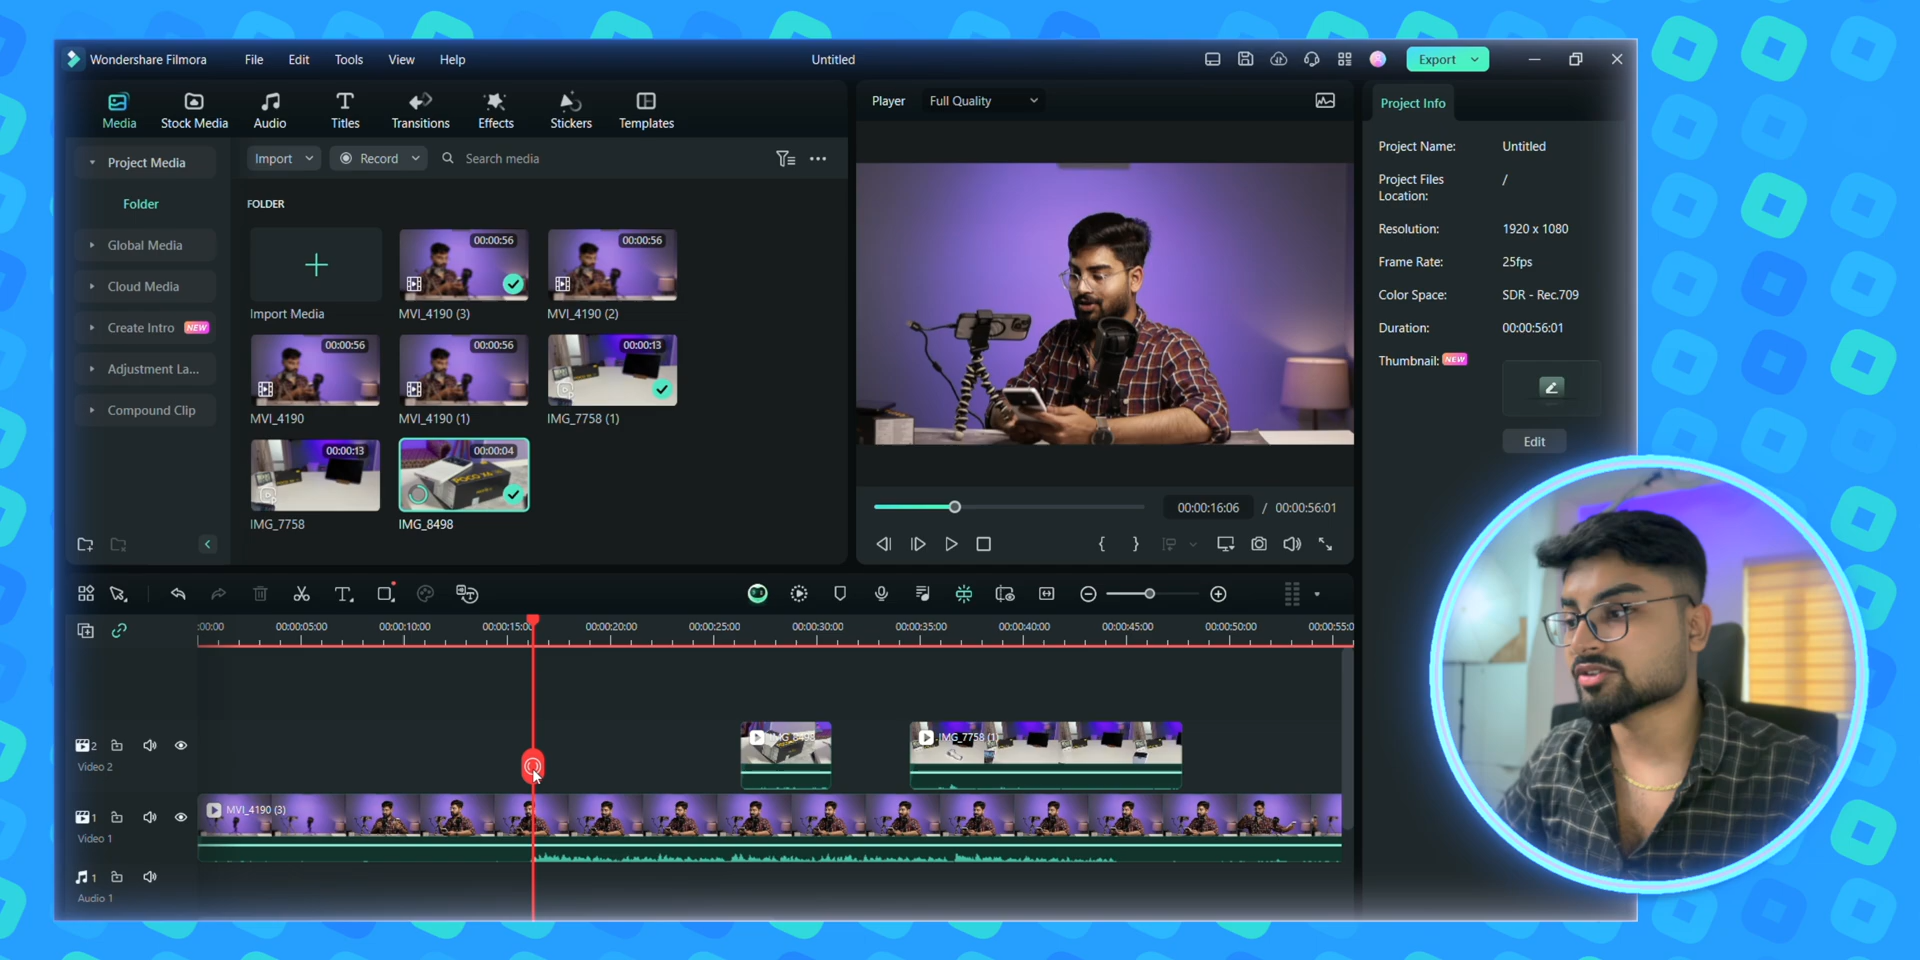 Wondershare Filmora
File
Edit
Tools
View
Help
Untitled
Export
Media
Stock Media
Audio
Titles
Transitions
Effects
Stickers
Templates
Player
Full Quality
Project Info
Project Media
Folder
Global Media
Cloud Media
Create Intro NEW
Adjustment La...
Compound Clip
Import
Record
Search media
FOLDER
Import Media
00:00:56
MVI_4190 (3)
00:00:56
MVI_4190 (2)
00:00:56
MVI_4190
00:00:56
MVI_4190 (1)
00:00:13
IMG_7758 (1)
00:00:13
IMG_7758
00:00:04
POCO X6
IMG_8498
00:00:16:06 / 00:00:56:01
Project Name: Untitled
Project Files
Location: /
Resolution: 1920 x 1080
Frame Rate: 25fps
Color Space: SDR - Rec.709
Duration: 00:00:56:01
Thumbnail: NEW
Edit
:00:00
00:00:05:00
00:00:10:00
00:00:15:00
00:00:20:00
00:00:25:00
00:00:30:00
00:00:35:00
00:00:40:00
00:00:45:00
00:00:50:00
00:00:55:0
2
Video 2
IMG_8498
IMG_7758 (1)
1
Video 1
MVI_4190 (3)
1
Audio 1